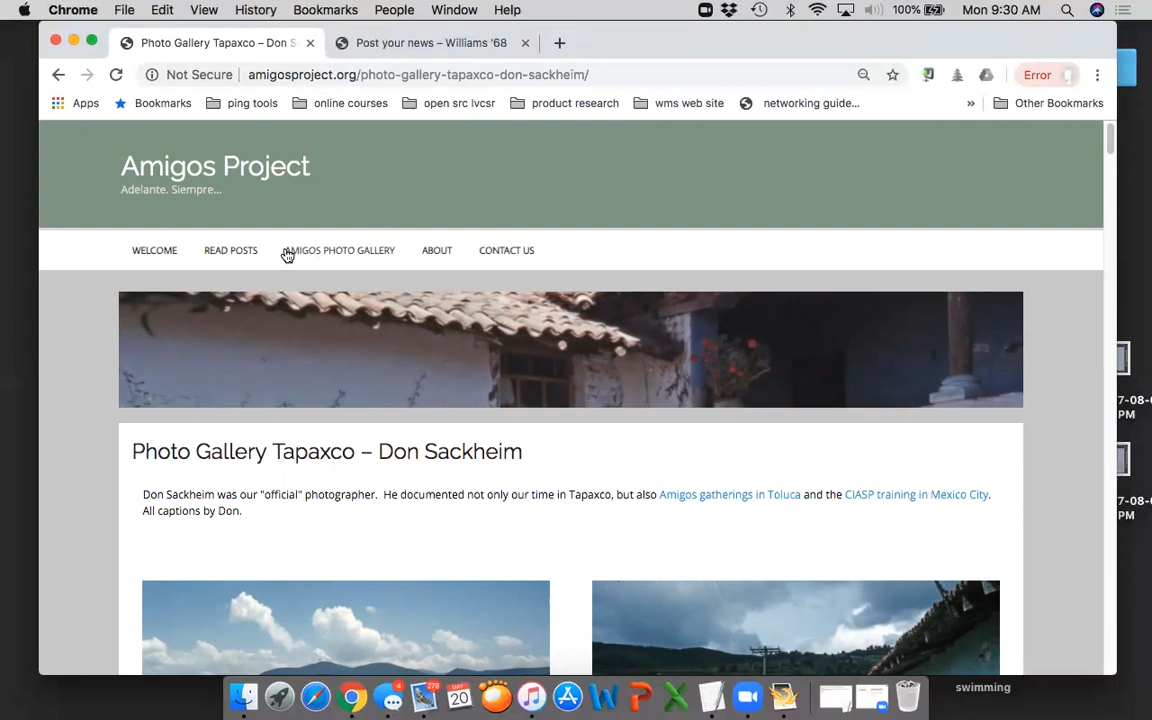 Chrome File Edit View History Bookmarks People Window Help 100% Mon 9:30 AM
Photo Gallery Tapaxco – Don S Post your news – Williams '68
Not Secure amigosproject.org/photo-gallery-tapaxco-don-sackheim/ Error
Apps Bookmarks ping tools online courses open src lvcsr product research wms web site networking guide... » Other Bookmarks
Amigos Project
Adelante. Siempre...
WELCOME READ POSTS AMIGOS PHOTO GALLERY ABOUT CONTACT US
Photo Gallery Tapaxco – Don Sackheim
Don Sackheim was our "official" photographer. He documented not only our time in Tapaxco, but also Amigos gatherings in Toluca and the CIASP training in Mexico City.
All captions by Don.
7-08-0
PM
7-08-0
PM
swimming
4
278
20